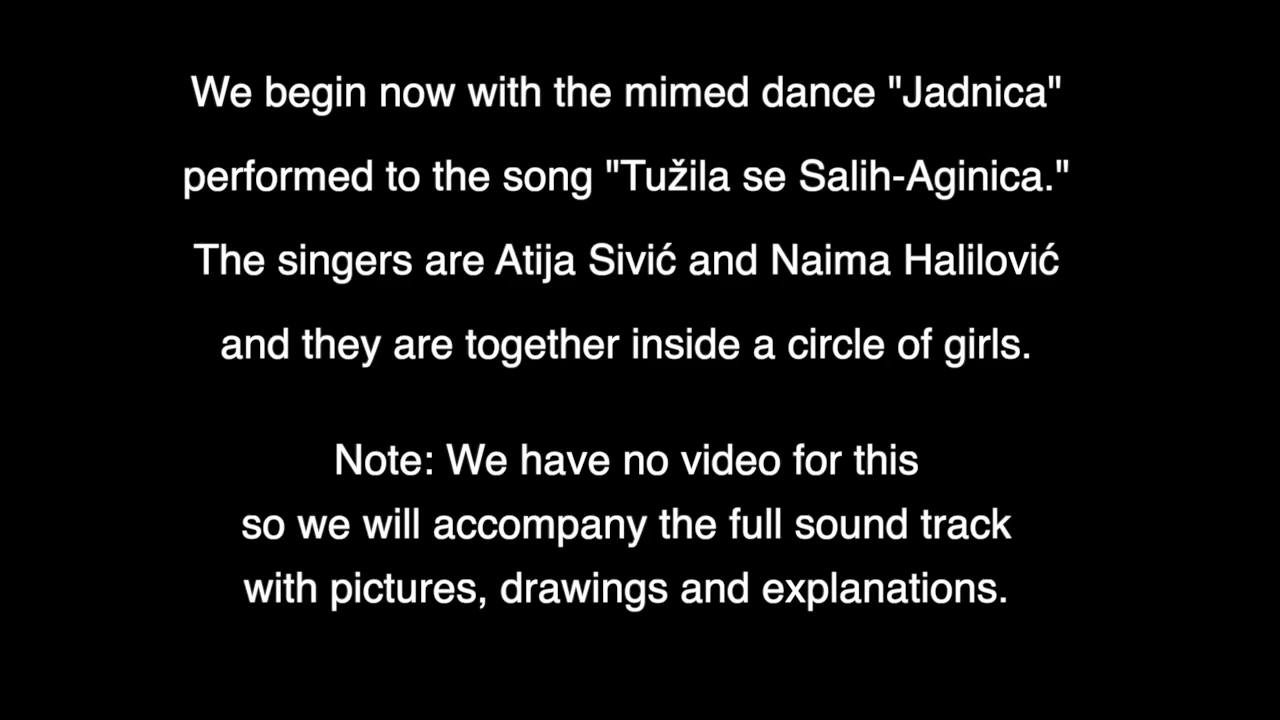 We begin now with the mimed dance "Jadnica"
performed to the song "Tužila se Salih-Aginica."
The singers are Atija Sivić and Naima Halilović
and they are together inside a circle of girls.
Note: We have no video for this
so we will accompany the full sound track
with pictures, drawings and explanations.